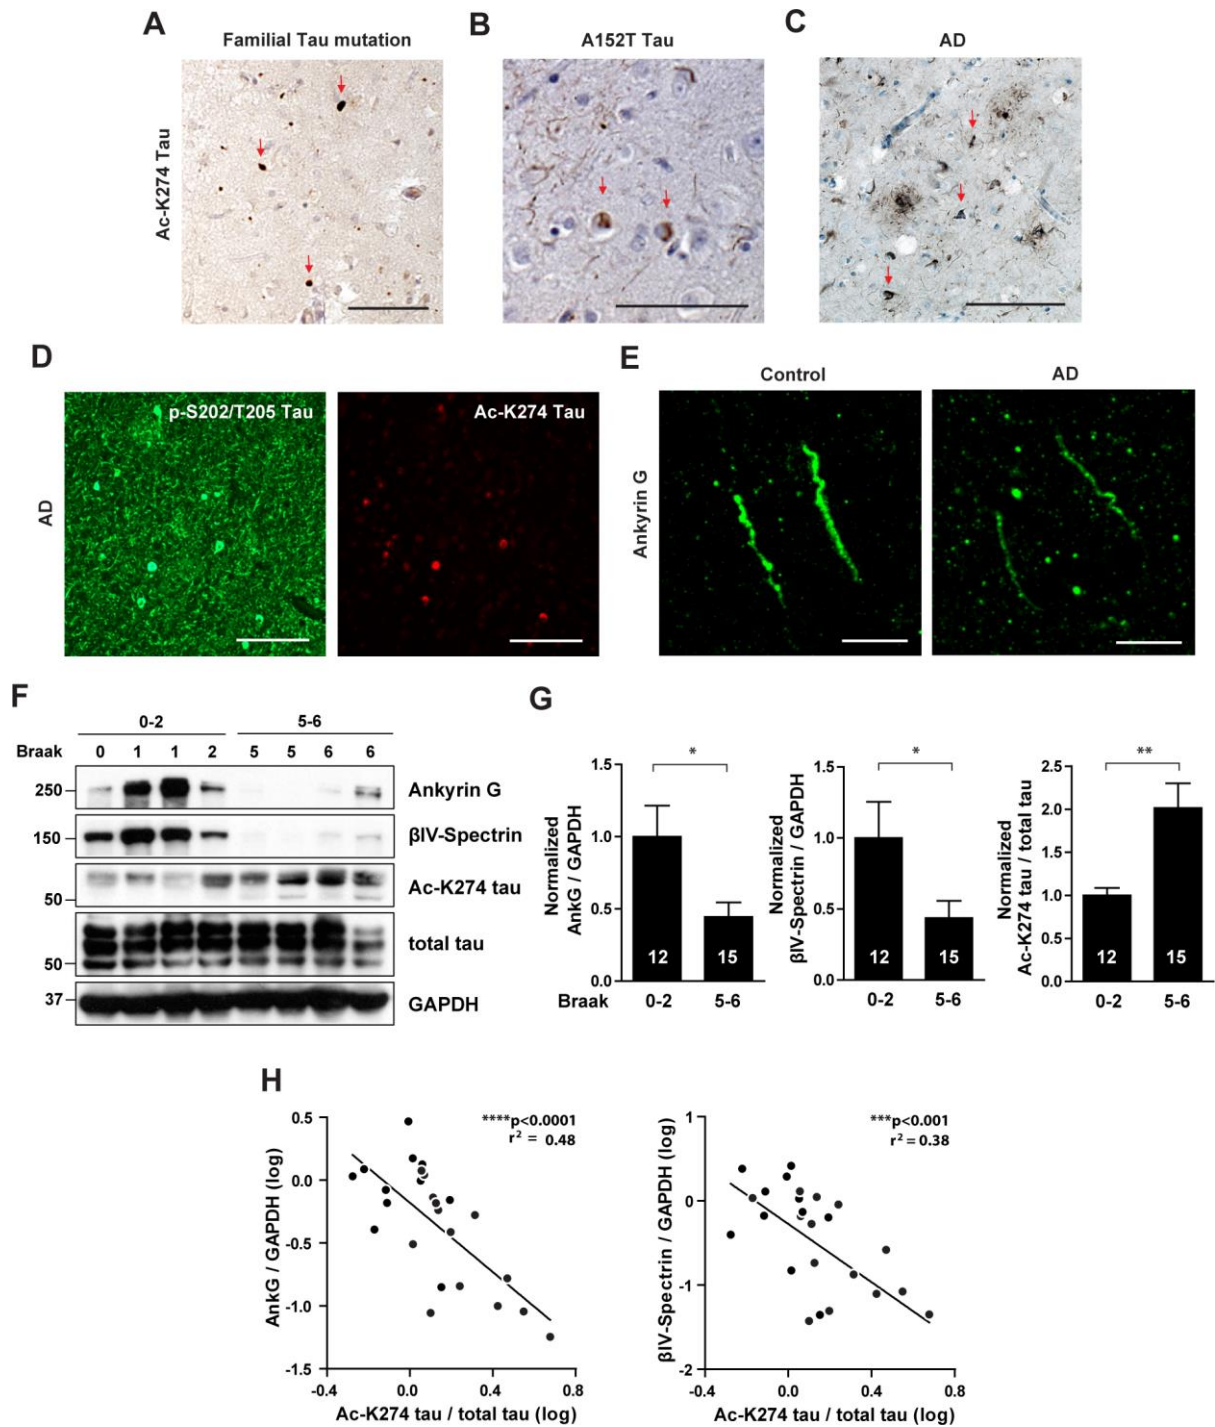 A
Familial Tau mutation
B
A152T Tau
C
AD
Ac-K274 Tau
D
p-S202/T205 Tau
Ac-K274 Tau
AD
E
Control
AD
Ankyrin G
F
0-2
5-6
Braak 0 1 1 2 5 5 6 6
250
Ankyrin G
150
βIV-Spectrin
Ac-K274 tau
50
total tau
50
37
GAPDH
G
*
1.5
1.0
0.5
0.0
Normalized
AnkG / GAPDH
12
15
Braak 0-2 5-6
*
1.5
1.0
0.5
0.0
Normalized
βIV-Spectrin / GAPDH
12
15
0-2 5-6
**
2.5
2.0
1.5
1.0
0.5
0.0
Normalized
Ac-K274 tau / total tau
12
15
0-2 5-6
H
****p<0.0001
r² = 0.48
0.5
0.0
-0.5
-1.0
-1.5
AnkG / GAPDH (log)
-0.4 0.0 0.4 0.8
Ac-K274 tau / total tau (log)
***p<0.001
r² = 0.38
1
0
-1
-2
βIV-Spectrin / GAPDH (log)
-0.4 0.0 0.4 0.8
Ac-K274 tau / total tau (log)